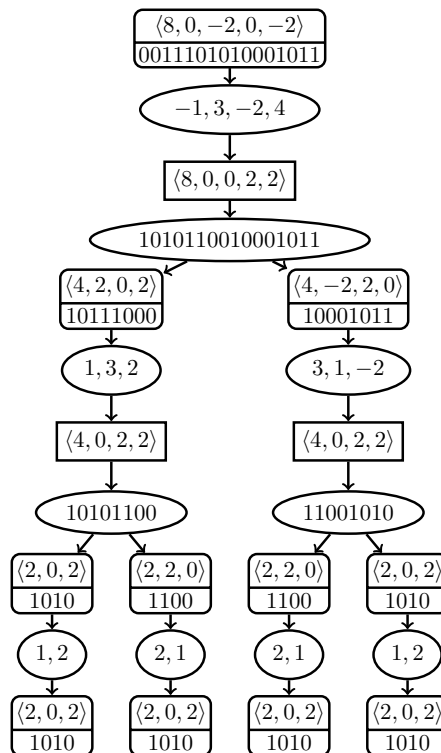 ⟨8, 0, −2, 0, −2⟩
0011101010001011
−1, 3, −2, 4
⟨8, 0, 0, 2, 2⟩
1010110010001011
⟨4, 2, 0, 2⟩
10111000
⟨4, −2, 2, 0⟩
10001011
1, 3, 2
3, 1, −2
⟨4, 0, 2, 2⟩
⟨4, 0, 2, 2⟩
10101100
11001010
⟨2, 0, 2⟩
1010
⟨2, 2, 0⟩
1100
⟨2, 2, 0⟩
1100
⟨2, 0, 2⟩
1010
1, 2
2, 1
2, 1
1, 2
⟨2, 0, 2⟩
1010
⟨2, 0, 2⟩
1010
⟨2, 0, 2⟩
1010
⟨2, 0, 2⟩
1010